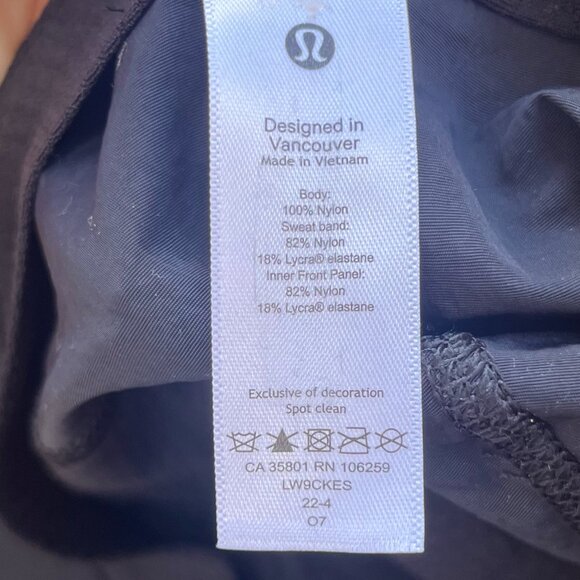 Designed in
Vancouver
Made in Vietnam
Body:
100% Nylon
Sweat band:
82% Nylon
18% Lycra® elastane
Inner Front Panel:
82% Nylon
18% Lycra® elastane
Exclusive of decoration
Spot clean
CA 35801 RN 106259
LW9CKES
22-4
O7